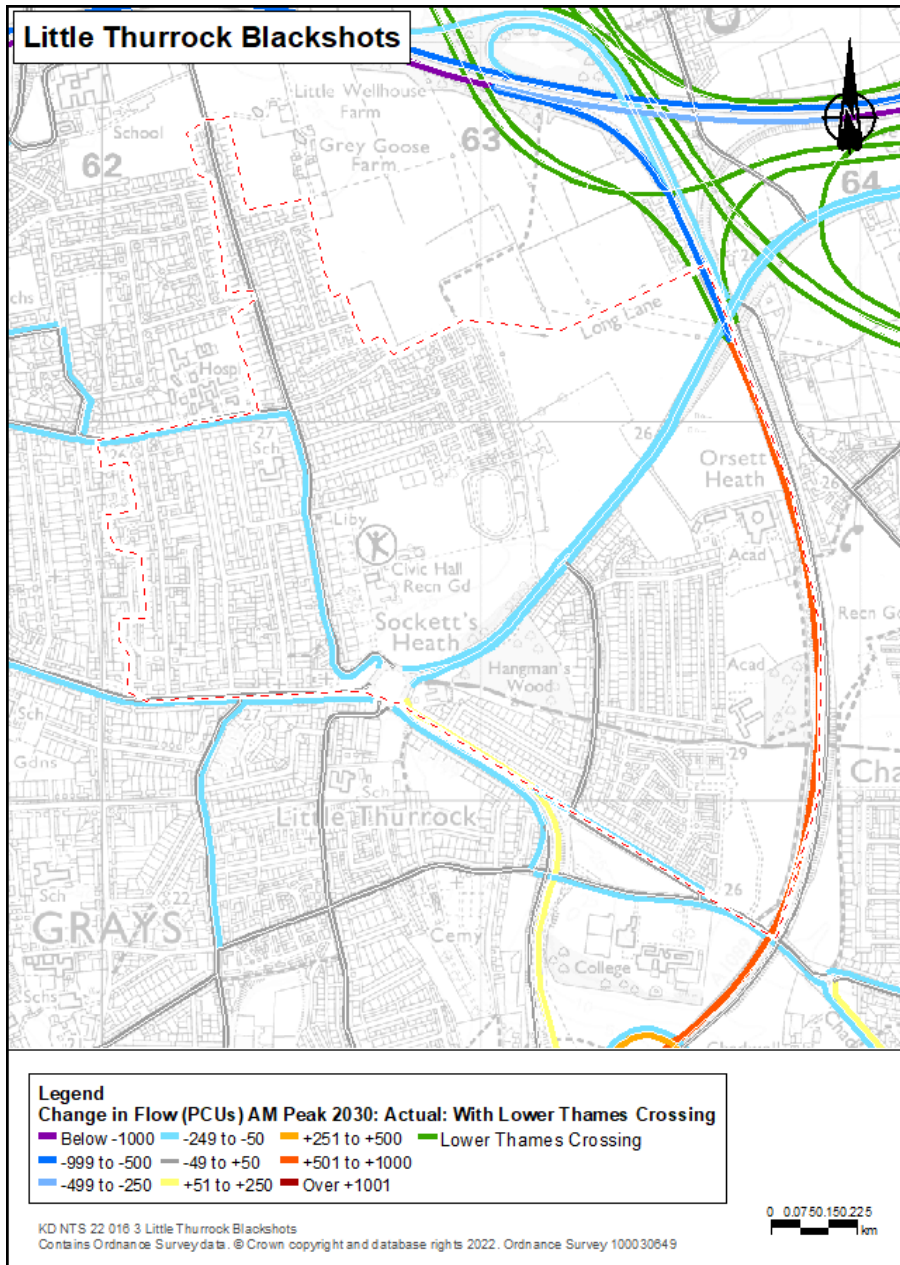 Little Thurrock Blackshots
Little Wellhouse
Farm
School
Grey Goose
Farm
62
63
64
Long Lane
Hosp
Sch
Orsett
Heath
Acad
Liby
Civic Hall
Recn Gd
Sockett's
Heath
Hangman's
Wood
Acad
Recn Gd
26
26
27
26
26
29
Sch
Gdns
Sch
Little Thurrock
Cha
Sch
GRAYS
Cemy
26
College
Schs
21
Legend
Change in Flow (PCUs) AM Peak 2030: Actual: With Lower Thames Crossing
Below -1000 -249 to -50 +251 to +500 Lower Thames Crossing
-999 to -500 -49 to +50 +501 to +1000
-499 to -250 +51 to +250 Over +1001
KD NTS 22 016 3 Little Thurrock Blackshots
Contains Ordnance Survey data. © Crown copyright and database rights 2022. Ordnance Survey 100030649
0 0.0750.150.225
km